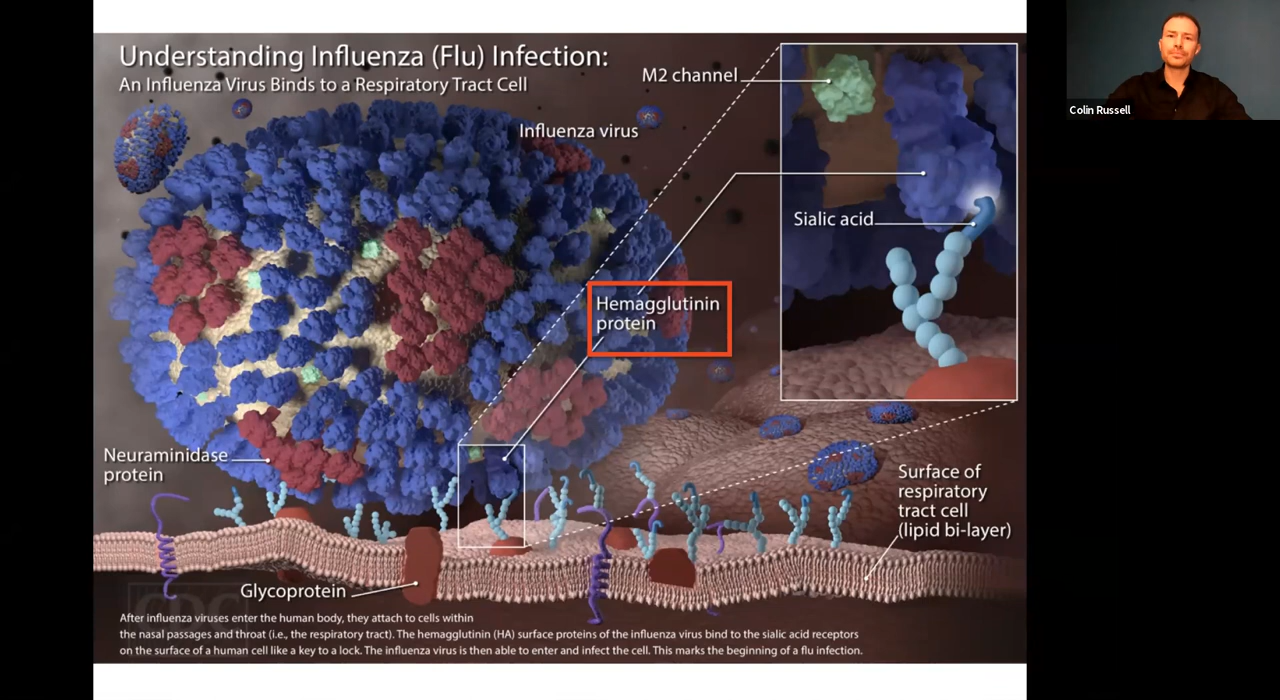 Understanding Influenza (Flu) Infection:
An Influenza Virus Binds to a Respiratory Tract Cell
M2 channel
Colin Russell
Influenza virus
Sialic acid
Hemagglutinin
protein
Neuraminidase
protein
Surface of
respiratory
tract cell
(lipid bi-layer)
Glycoprotein
CDC
After influenza viruses enter the human body, they attach to cells within
the nasal passages and throat (i.e., the respiratory tract). The hemagglutinin (HA) surface proteins of the influenza virus bind to the sialic acid receptors
on the surface of a human cell like a key to a lock. The influenza virus is then able to enter and infect the cell. This marks the beginning of a flu infection.